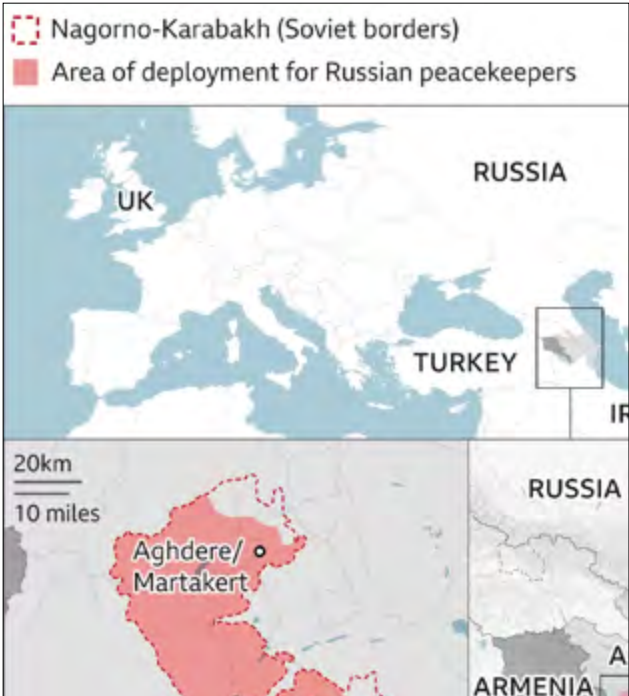 Nagorno-Karabakh (Soviet borders)
Area of deployment for Russian peacekeepers
RUSSIA
UK
TURKEY
IR
20km
10 miles
RUSSIA
Aghdere/
Martakert
A
ARMENIA